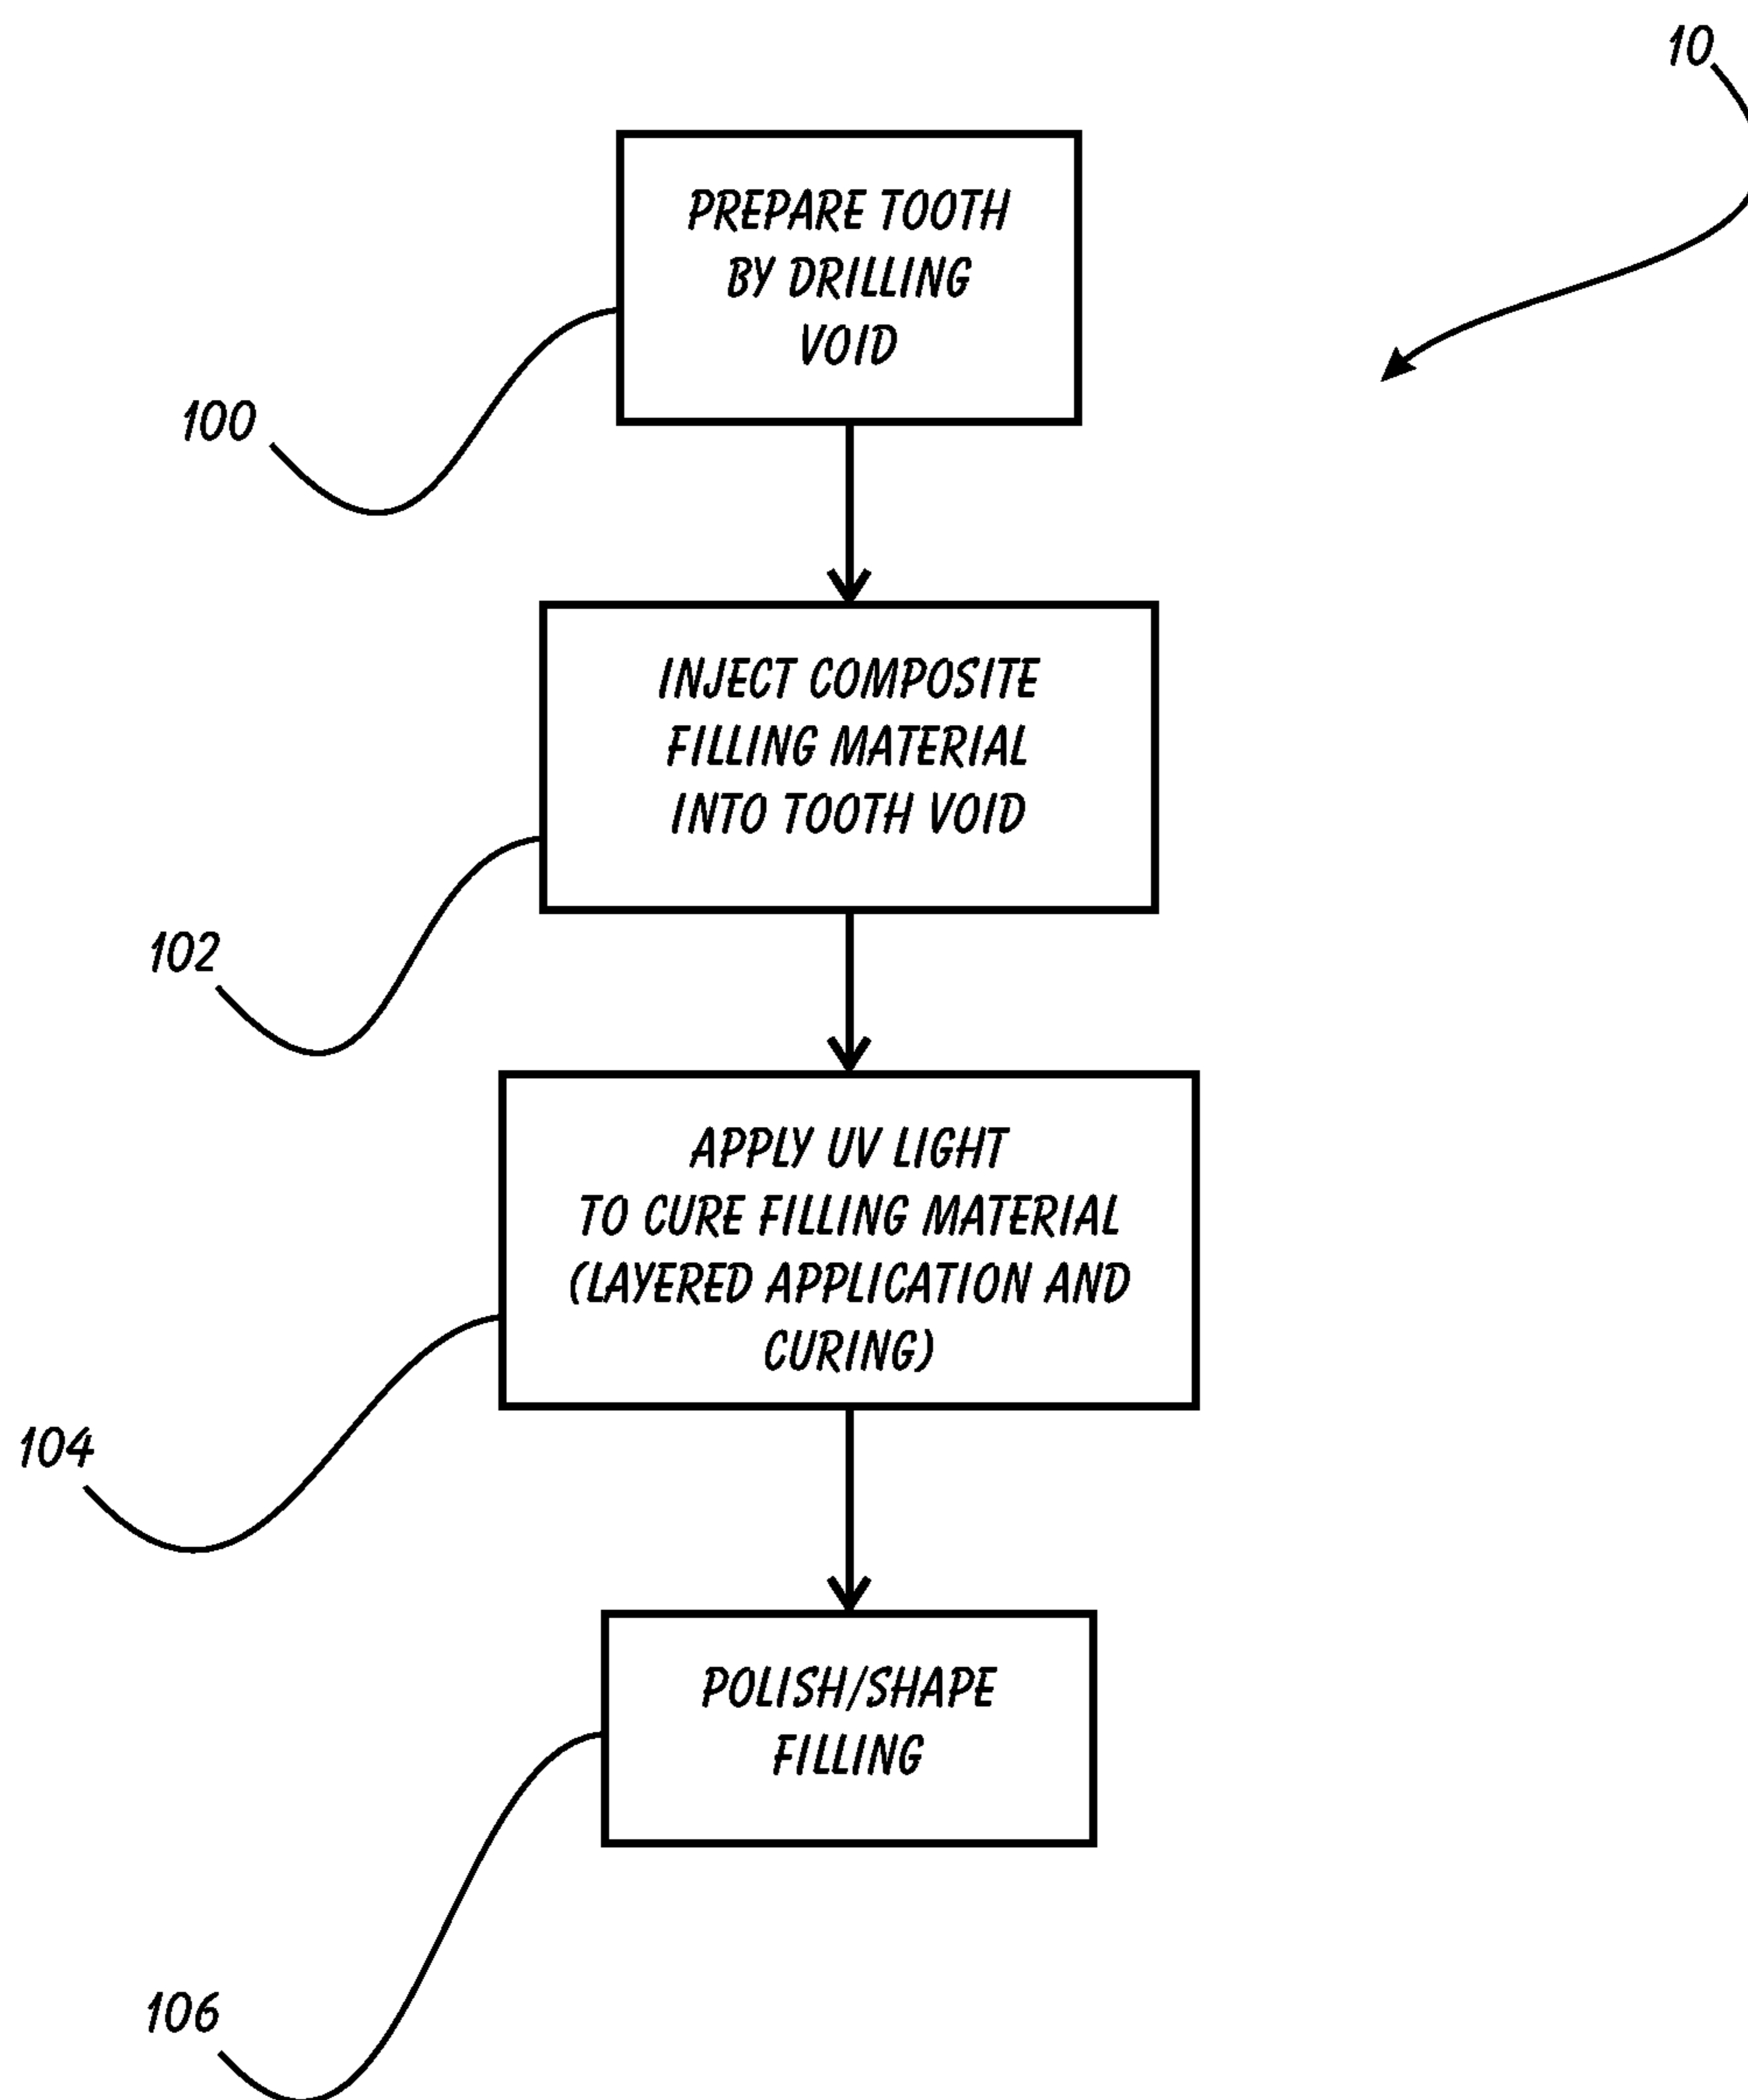 10
PREPARE TOOTH
BY DRILLING
VOID
100
INJECT COMPOSITE
FILLING MATERIAL
INTO TOOTH VOID
102
APPLY UV LIGHT
TO CURE FILLING MATERIAL
(LAYERED APPLICATION AND
CURING)
104
POLISH/SHAPE
FILLING
106